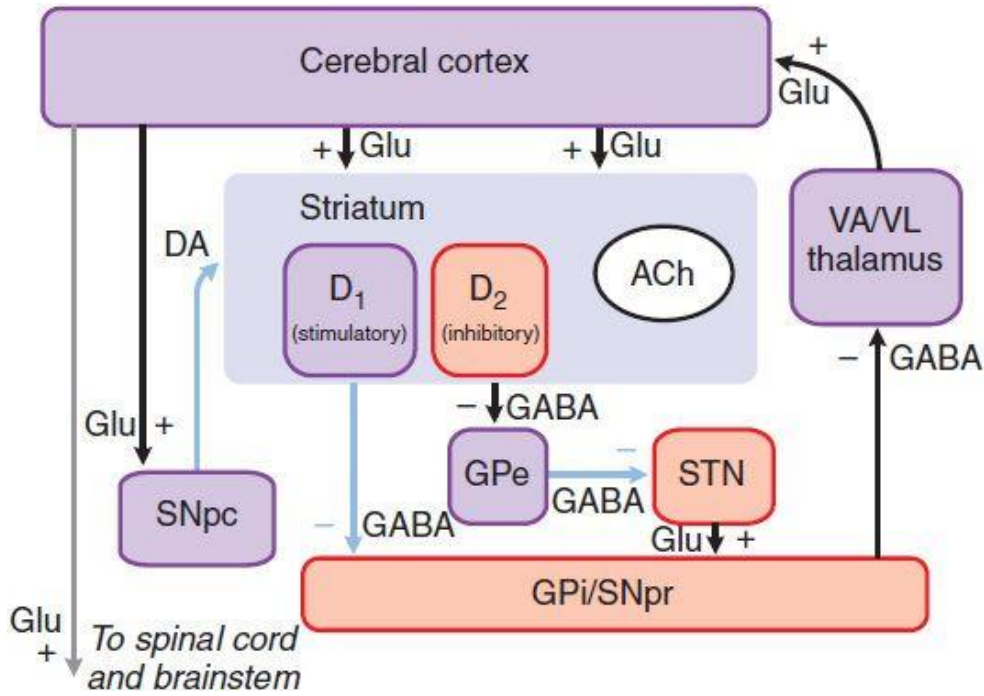 Cerebral cortex
+
Glu
+ Glu
+ Glu
Striatum
DA
D1
(stimulatory)
D2
(inhibitory)
ACh
VA/VL
thalamus
– GABA
– GABA
Glu +
GPe
–
GABA
STN
SNpc
– GABA
Glu +
GPi/SNpr
Glu
+
To spinal cord
and brainstem